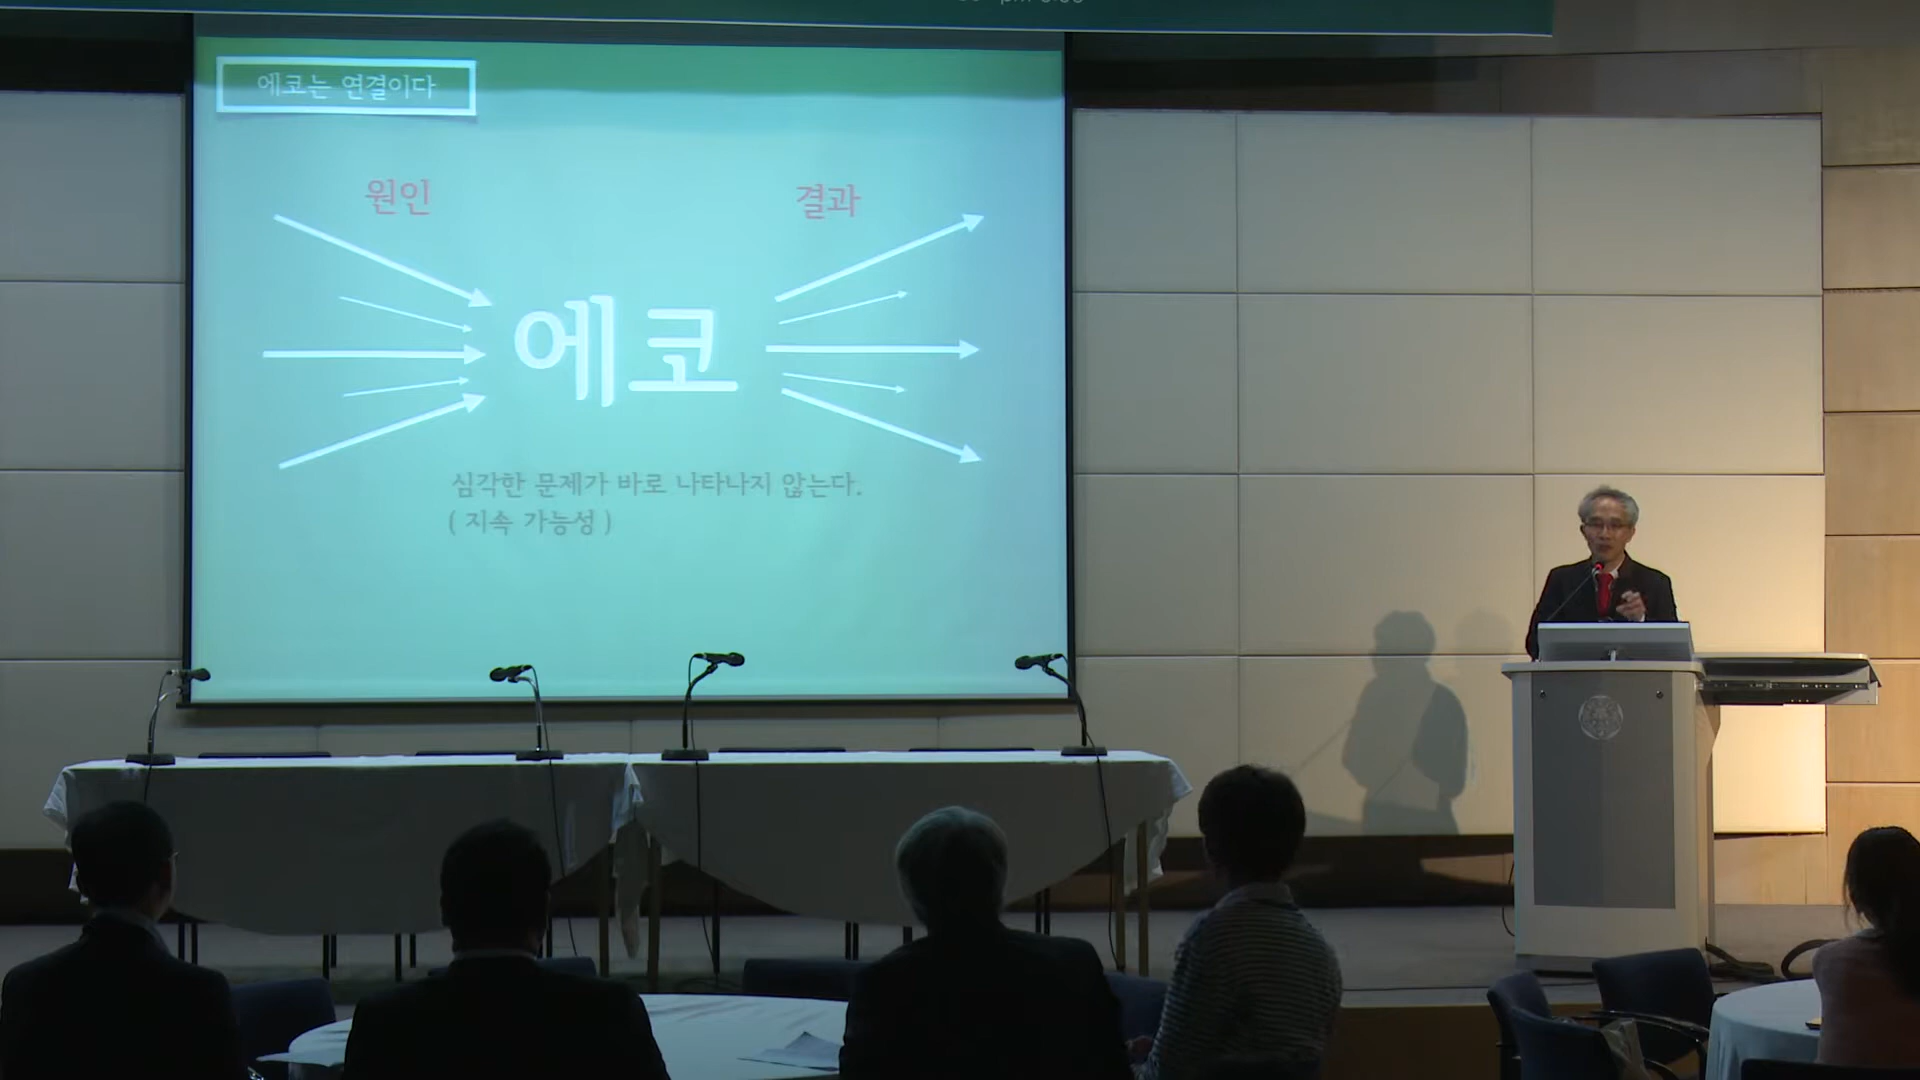 에코는 연결이다
원인
결과
에코
심각한 문제가 바로 나타나지 않는다.
( 지속 가능성 )